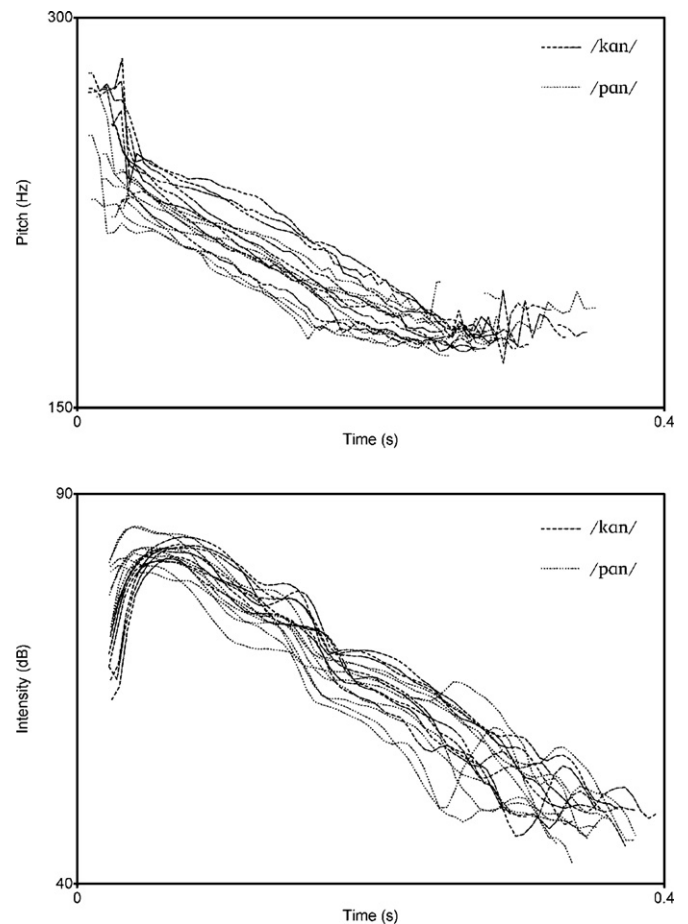 300
/kan/
/pan/
Pitch (Hz)
150
0
0.4
Time (s)
90
/kan/
/pan/
Intensity (dB)
40
0
0.4
Time (s)